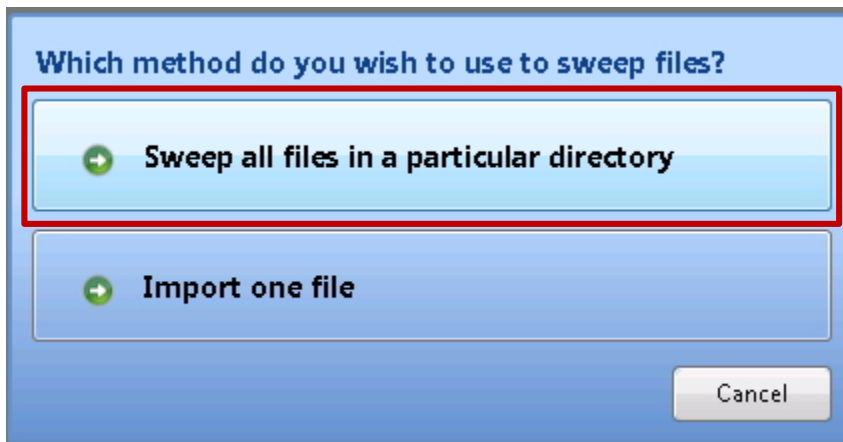 Which method do you wish to use to sweep files?
Sweep all files in a particular directory
Import one file
Cancel